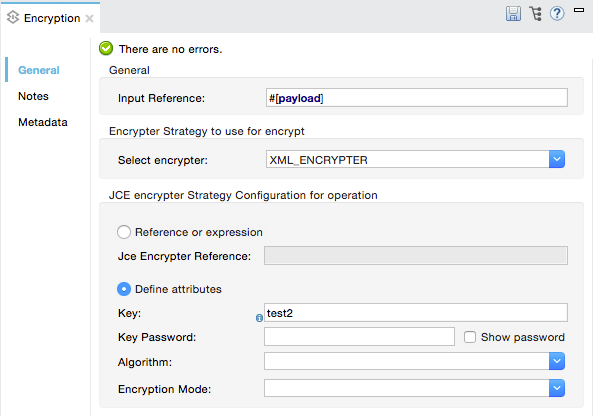 Encryption
There are no errors.
General
General
Input Reference: #[payload]
Notes
Metadata
Encrypter Strategy to use for encrypt
Select encrypter: XML_ENCRYPTER
JCE encrypter Strategy Configuration for operation
Reference or expression
Jce Encrypter Reference:
Define attributes
Key: test2
Key Password: Show password
Algorithm:
Encryption Mode: